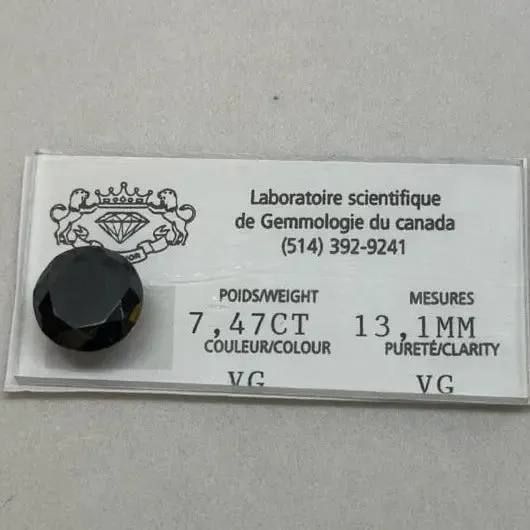 Laboratoire scientifique
de Gemmologie du canada
(514) 392-9241
POIDS/WEIGHT MESURES
7,47CT 13,1MM
COULEUR/COLOUR PURETÉ/CLARITY
VG VG